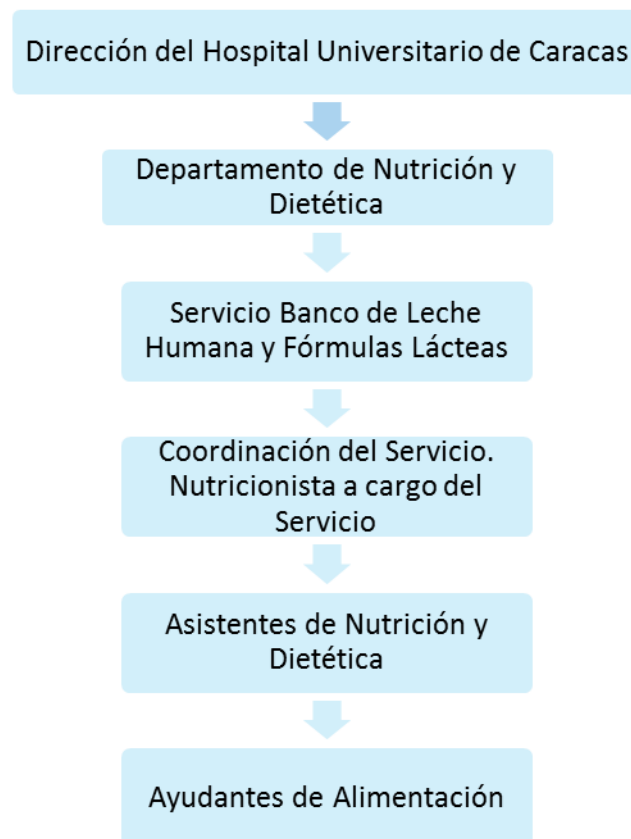 Dirección del Hospital Universitario de Caracas
Departamento de Nutrición y
Dietética
Servicio Banco de Leche
Humana y Fórmulas Lácteas
Coordinación del Servicio.
Nutricionista a cargo del
Servicio
Asistentes de Nutrición y
Dietética
Ayudantes de Alimentación